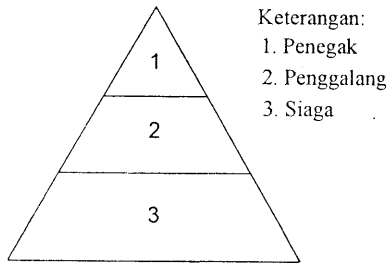 Keterangan:
1. Penegak
2. Penggalang
3. Siaga
1
2
3